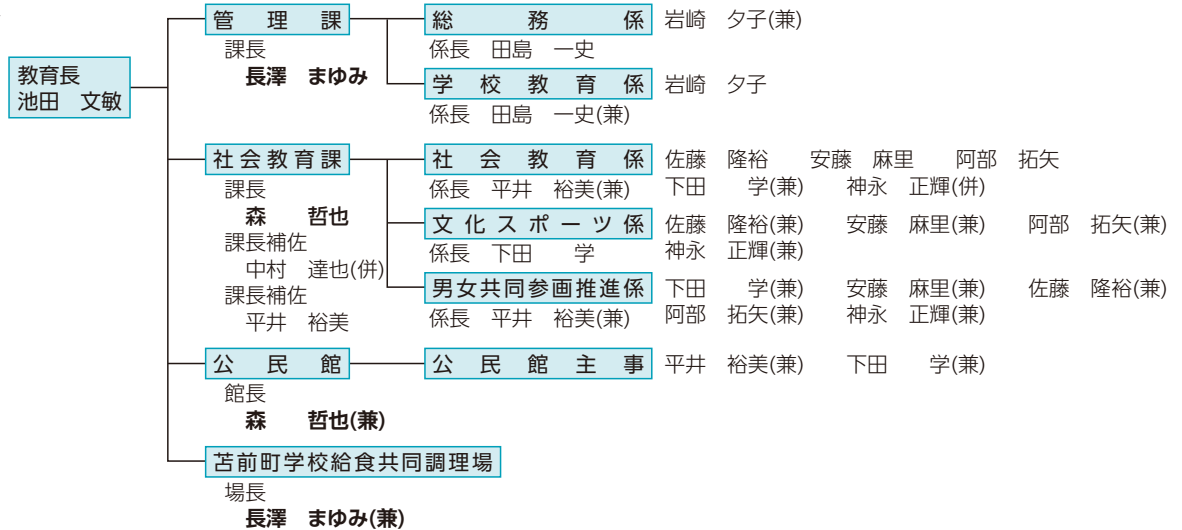 教育長
池田 文敏
管理課
課長
長澤 まゆみ
総務係 岩崎 夕子(兼)
係長 田島 一史
学校教育係 岩崎 夕子
係長 田島 一史(兼)
社会教育課
課長
森 哲也
課長補佐
中村 達也(併)
課長補佐
平井 裕美
社会教育係 佐藤 隆裕 安藤 麻里 阿部 拓矢
係長 平井 裕美(兼) 下田 学(兼) 神永 正輝(併)
文化スポーツ係 佐藤 隆裕(兼) 安藤 麻里(兼) 阿部 拓矢(兼)
係長 下田 学 神永 正輝(兼)
男女共同参画推進係 下田 学(兼) 安藤 麻里(兼) 佐藤 隆裕(兼)
係長 平井 裕美(兼) 阿部 拓矢(兼) 神永 正輝(兼)
公民館
館長
森 哲也(兼)
公民館主事 平井 裕美(兼) 下田 学(兼)
苫前町学校給食共同調理場
場長
長澤 まゆみ(兼)